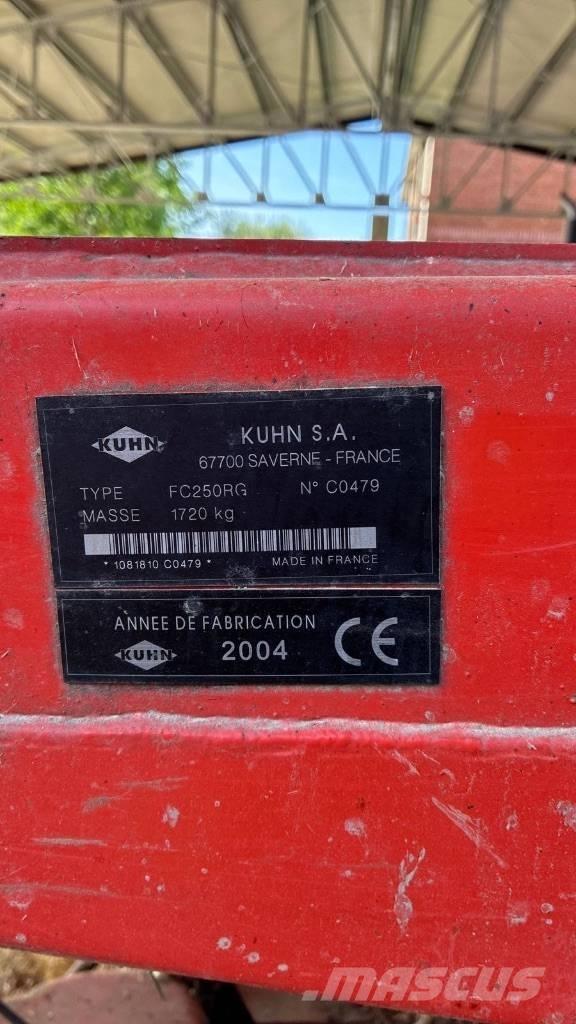 KUHN
KUHN S.A.
67700 SAVERNE - FRANCE
TYPE FC250RG N° C0479
MASSE 1720 kg
* 1081810 C0479 * MADE IN FRANCE
ANNEE DE FABRICATION
KUHN 2004 CE
MASCUS